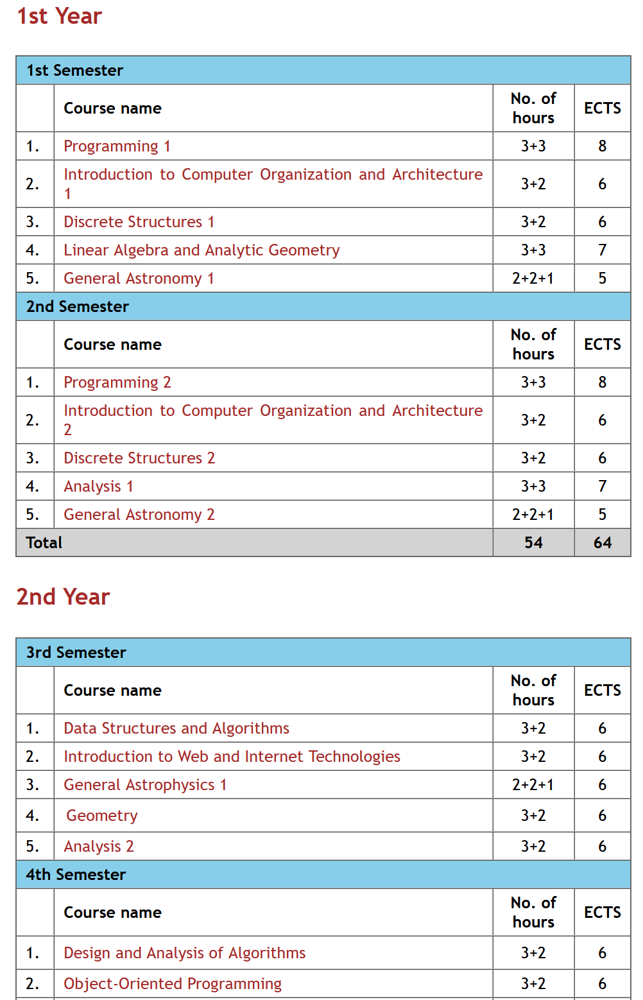 1st Year
1st Semester
Course name No. of hours ECTS
1. Programming 1 3+3 8
2. Introduction to Computer Organization and Architecture 1 3+2 6
3. Discrete Structures 1 3+2 6
4. Linear Algebra and Analytic Geometry 3+3 7
5. General Astronomy 1 2+2+1 5
2nd Semester
Course name No. of hours ECTS
1. Programming 2 3+3 8
2. Introduction to Computer Organization and Architecture 2 3+2 6
3. Discrete Structures 2 3+2 6
4. Analysis 1 3+3 7
5. General Astronomy 2 2+2+1 5
Total 54 64
2nd Year
3rd Semester
Course name No. of hours ECTS
1. Data Structures and Algorithms 3+2 6
2. Introduction to Web and Internet Technologies 3+2 6
3. General Astrophysics 1 2+2+1 6
4. Geometry 3+2 6
5. Analysis 2 3+2 6
4th Semester
Course name No. of hours ECTS
1. Design and Analysis of Algorithms 3+2 6
2. Object-Oriented Programming 3+2 6